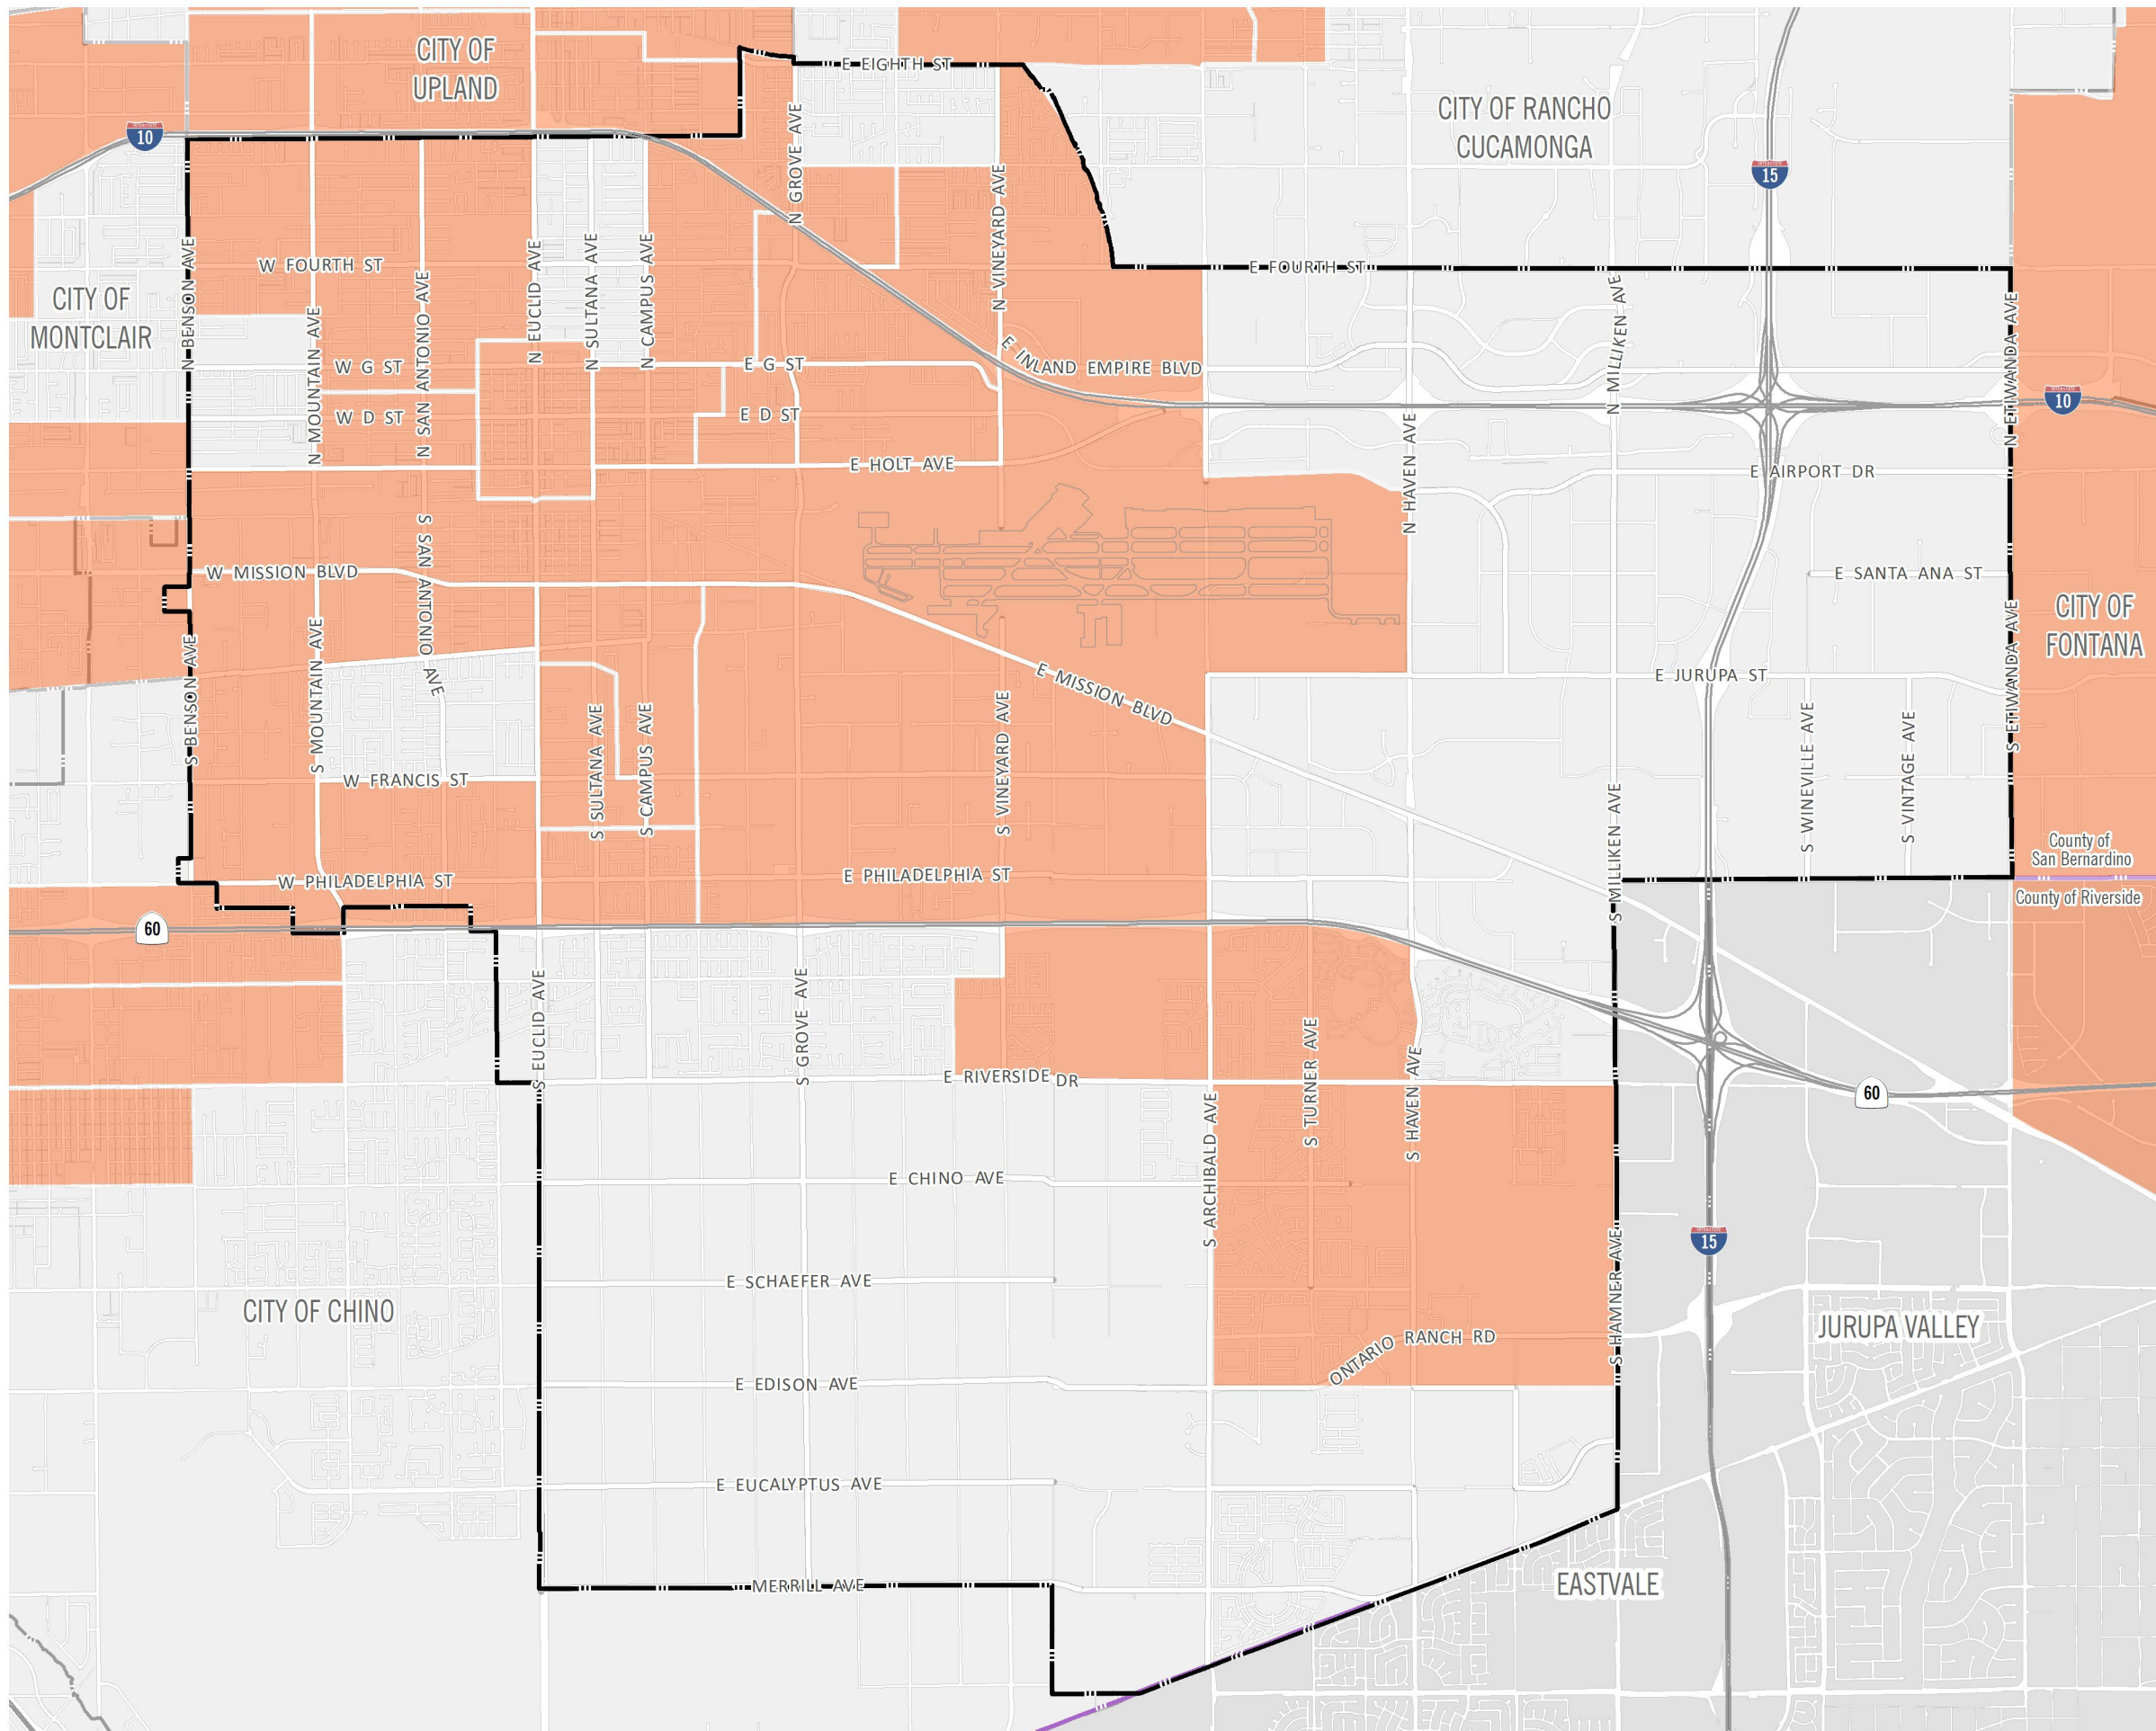 CITY OF
UPLAND
E EIGHTH ST
CITY OF RANCHO
CUCAMONGA
10
15
N GROVE AVE
N VINEYARD AVE
N BENSON AVE
W FOURTH ST
N EUCLID AVE
N SULTANA AVE
N CAMPUS AVE
E FOURTH ST
CITY OF
MONTCLAIR
N MOUNTAIN AVE
N SAN ANTONIO AVE
N MILLIKEN AVE
N ETIWANDA AVE
W G ST
E G ST
E INLAND EMPIRE BLVD
10
W D ST
E D ST
N HAVEN AVE
E HOLT AVE
E AIRPORT DR
S SAN ANTONIO AVE
W MISSION BLVD
E SANTA ANA ST
CITY OF
FONTANA
S BENSON AVE
S MOUNTAIN AVE
E MISSION BLVD
E JURUPA ST
S ETIWANDA AVE
S SULTANA AVE
S CAMPUS AVE
S VINEYARD AVE
S WINEVILLE AVE
S VINTAGE AVE
W FRANCIS ST
S MILLIKEN AVE
County of
San Bernardino
County of Riverside
W PHILADELPHIA ST
E PHILADELPHIA ST
60
S EUCLID AVE
S GROVE AVE
S TURNER AVE
S HAVEN AVE
E RIVERSIDE DR
60
S ARCHIBALD AVE
E CHINO AVE
15
S HAMNER AVE
E SCHAEFER AVE
CITY OF CHINO
JURUPA VALLEY
ONTARIO RANCH RD
E EDISON AVE
E EUCALYPTUS AVE
MERRILL AVE
EASTVALE